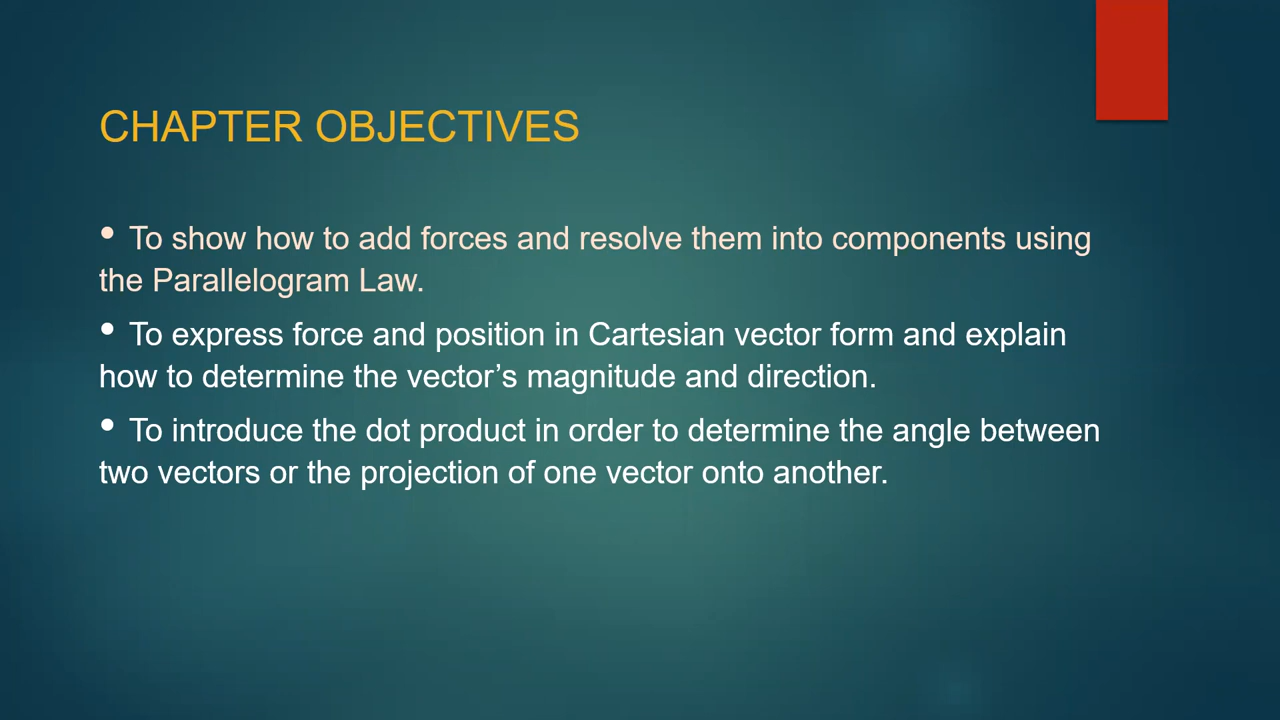 CHAPTER OBJECTIVES
• To show how to add forces and resolve them into components using
the Parallelogram Law.
• To express force and position in Cartesian vector form and explain
how to determine the vector’s magnitude and direction.
• To introduce the dot product in order to determine the angle between
two vectors or the projection of one vector onto another.